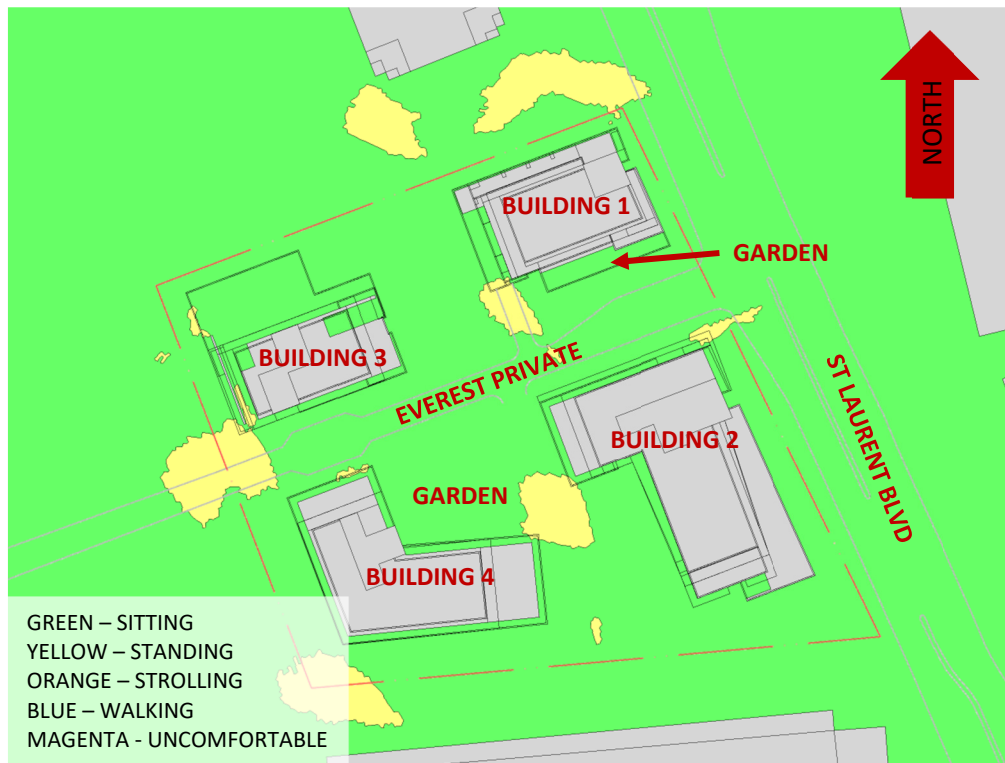 NORTH
BUILDING 1
GARDEN
BUILDING 3
EVEREST PRIVATE
ST LAURENT BLVD
BUILDING 2
GARDEN
BUILDING 4
GREEN – SITTING
YELLOW – STANDING
ORANGE – STROLLING
BLUE – WALKING
MAGENTA - UNCOMFORTABLE